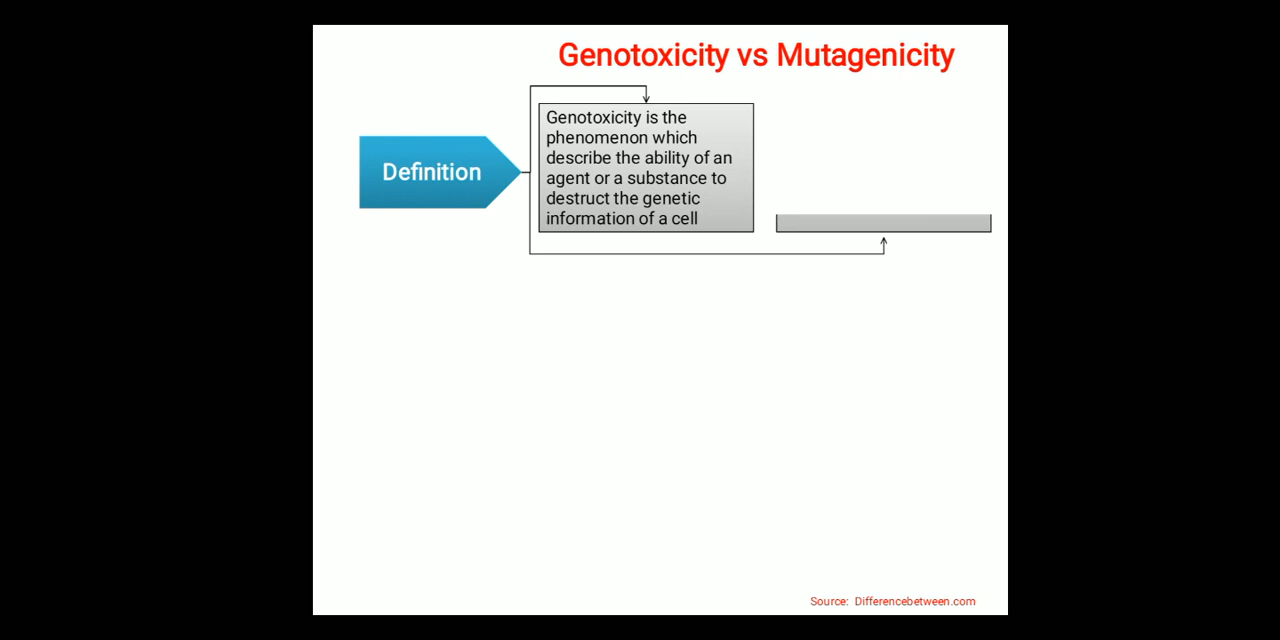 Genotoxicity vs Mutagenicity
Definition
Genotoxicity is the
phenomenon which
describe the ability of an
agent or a substance to
destruct the genetic
information of a cell
Source: Differencebetween.com